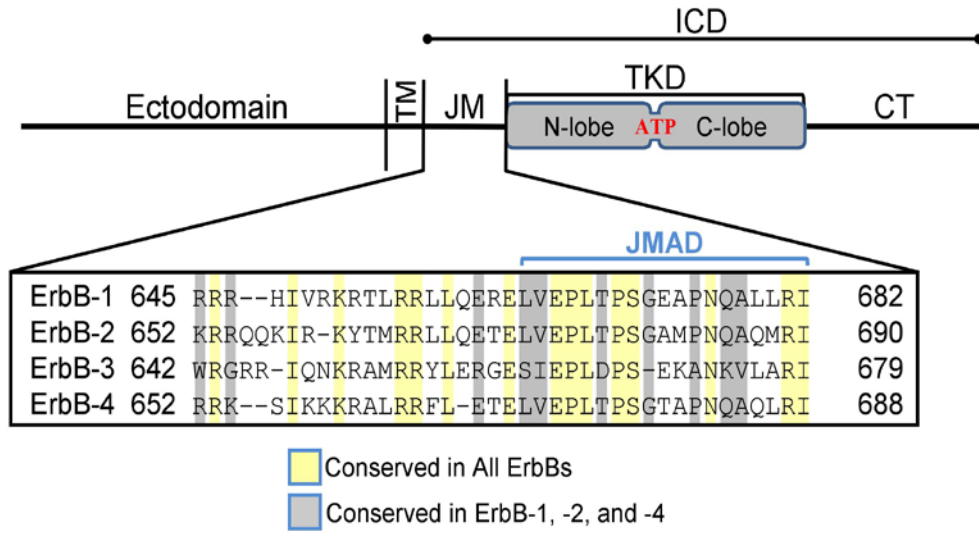 ICD
TKD
Ectodomain TM JM N-lobe ATP C-lobe CT
JMAD
ErbB-1 645 RRR--HIVRKRTLRRLLQERELVEPLTPSGEAPNQALLRI 682
ErbB-2 652 KRRQQKIR-KYTMRRLLQETELVEPLTPSGAMPNQAQMRI 690
ErbB-3 642 WRGRR-IQNKRAMRRYLERGESIEPLDPS-EKANKVLARI 679
ErbB-4 652 RRK--SIKKKRALRRFL-ETELVEPLTPSGTAPNQAQLRI 688
Conserved in All ErbBs
Conserved in ErbB-1, -2, and -4